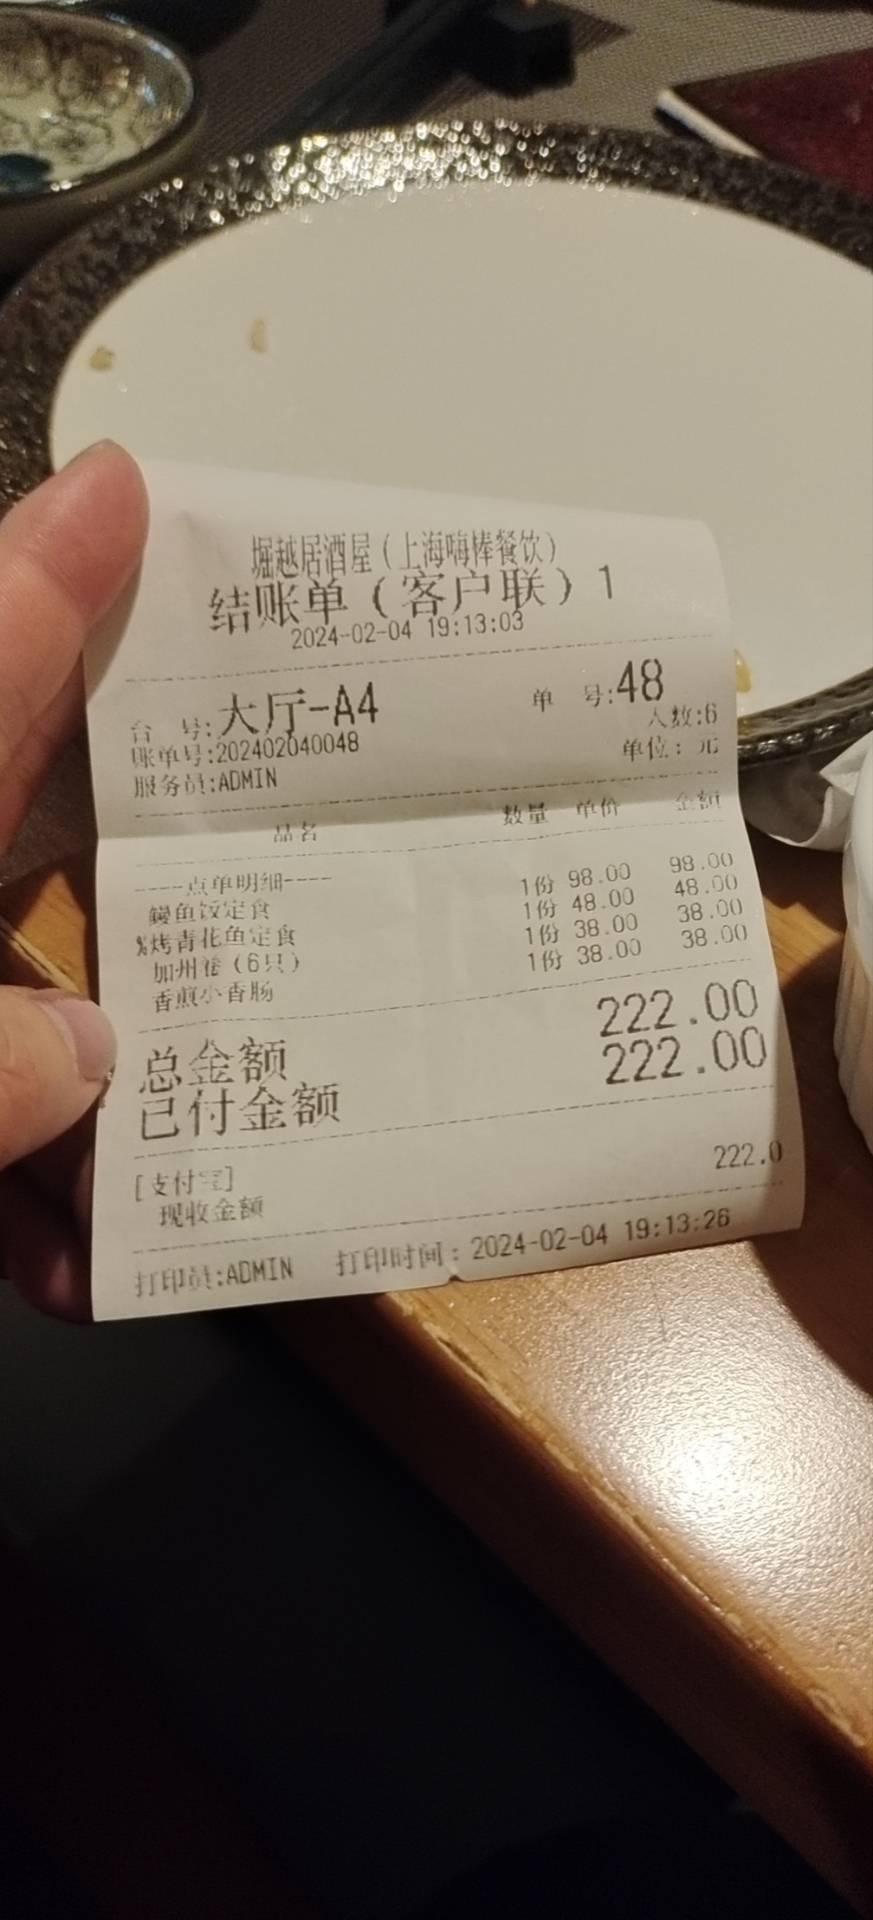 堀越居酒屋（上海嗨棒餐饮）
结账单（客户联）1
2024-02-04 19:13:03
台 号:大厅-A4 单 号:48
人数:6
账单号:202402040048 单位：元
服务员:ADMIN
品名 数量 单价 金额
----点单明细----
鳗鱼饭定食 1份 98.00 98.00
%烤青花鱼定食 1份 48.00 48.00
加州卷（6只） 1份 38.00 38.00
香煎小香肠 1份 38.00 38.00
总金额 222.00
已付金额 222.00
[支付宝]
现收金额 222.0
打印员:ADMIN 打印时间：2024-02-04 19:13:26